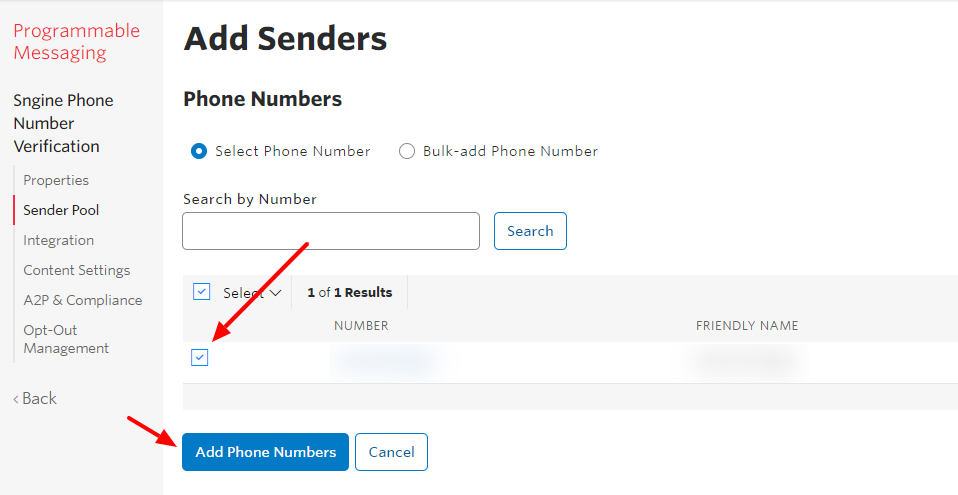 Programmable
Messaging
Sngine Phone
Number
Verification
Properties
Sender Pool
Integration
Content Settings
A2P & Compliance
Opt-Out
Management
‹ Back
Add Senders
Phone Numbers
Select Phone Number Bulk-add Phone Number
Search by Number
Search
Select 1 of 1 Results
NUMBER FRIENDLY NAME
Add Phone Numbers Cancel